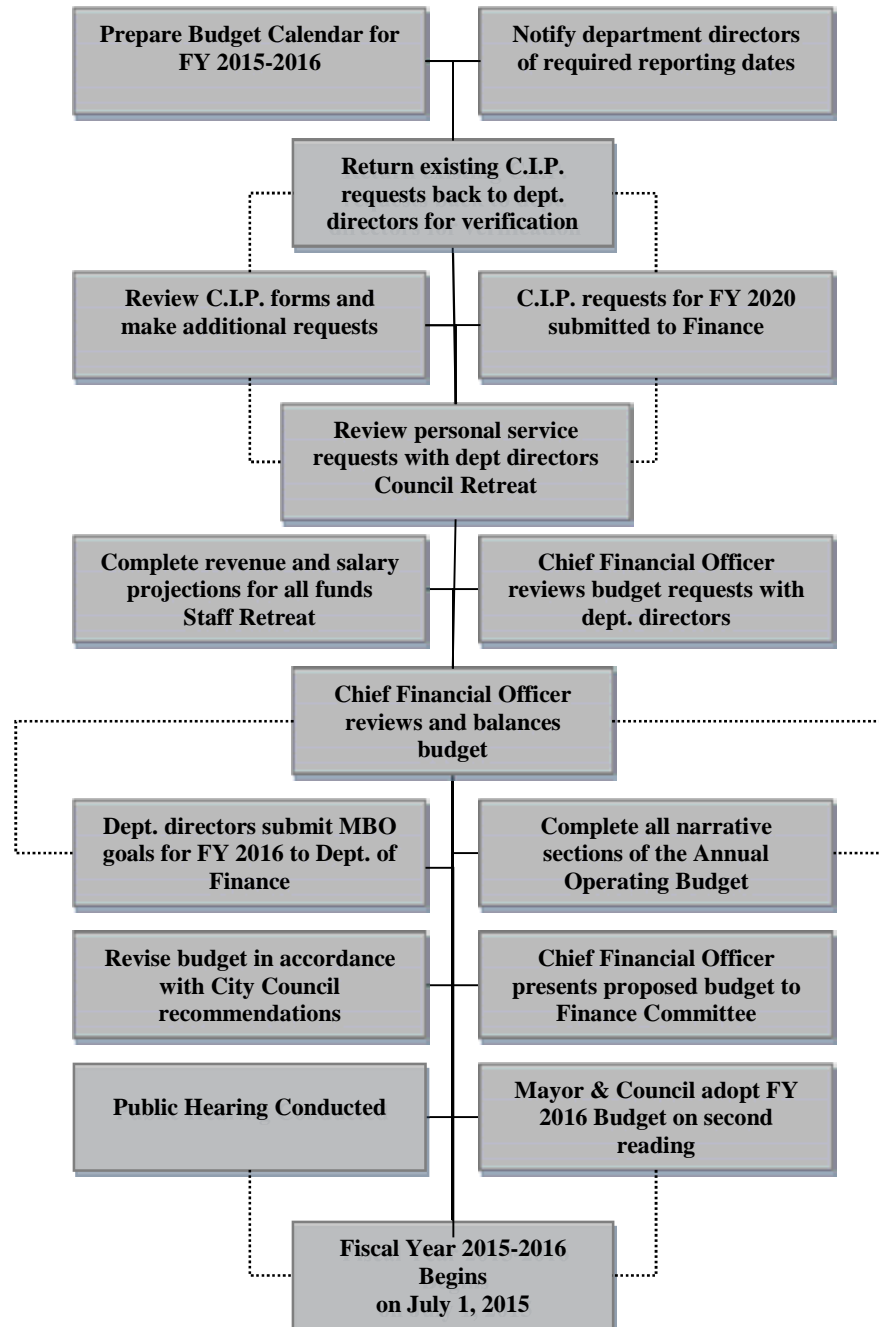 Prepare Budget Calendar for
FY 2015-2016
Notify department directors
of required reporting dates
Return existing C.I.P.
requests back to dept.
directors for verification
Review C.I.P. forms and
make additional requests
C.I.P. requests for FY 2020
submitted to Finance
Review personal service
requests with dept directors
Council Retreat
Complete revenue and salary
projections for all funds
Staff Retreat
Chief Financial Officer
reviews budget requests with
dept. directors
Chief Financial Officer
reviews and balances
budget
Dept. directors submit MBO
goals for FY 2016 to Dept. of
Finance
Complete all narrative
sections of the Annual
Operating Budget
Revise budget in accordance
with City Council
recommendations
Chief Financial Officer
presents proposed budget to
Finance Committee
Public Hearing Conducted
Mayor & Council adopt FY
2016 Budget on second
reading
Fiscal Year 2015-2016
Begins
on July 1, 2015